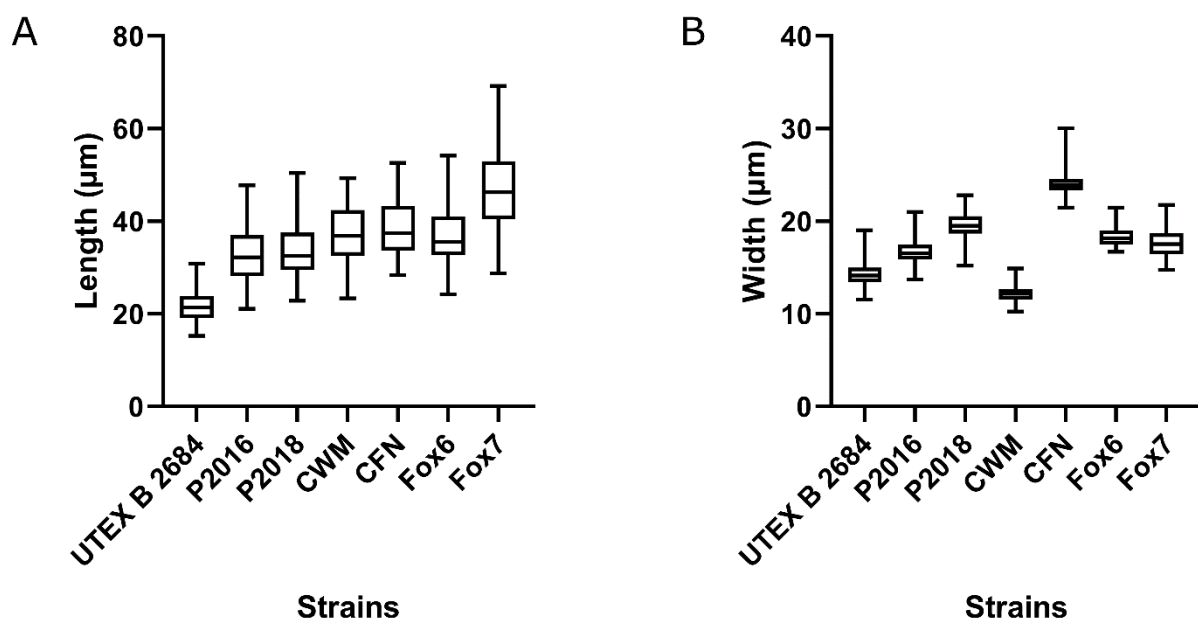 A
Length (µm)
80
60
40
20
0
UTEX B 2684
P2016
P2018
CWM
CFN
Fox6
Fox7
Strains
B
Width (µm)
40
30
20
10
0
UTEX B 2684
P2016
P2018
CWM
CFN
Fox6
Fox7
Strains